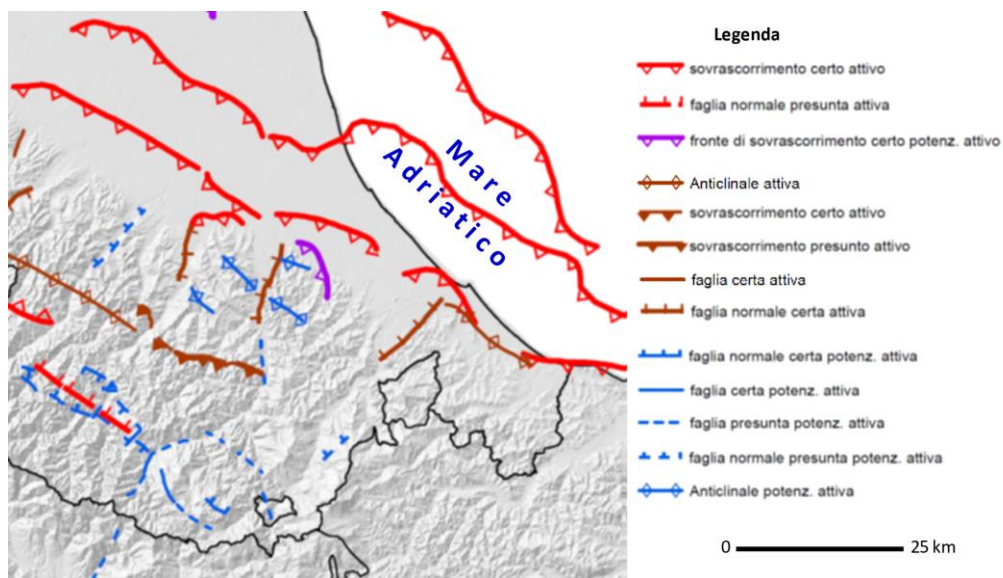 Mare
Adriatico
Legenda
sovrascorrimento certo attivo
faglia normale presunta attiva
fronte di sovrascorrimento certo potenz. attivo
Anticlinale attiva
sovrascorrimento certo attivo
sovrascorrimento presunto attivo
faglia certa attiva
faglia normale certa attiva
faglia normale certa potenz. attiva
faglia certa potenz. attiva
faglia presunta potenz. attiva
faglia normale presunta potenz. attiva
Anticlinale potenz. attiva
0 25 km